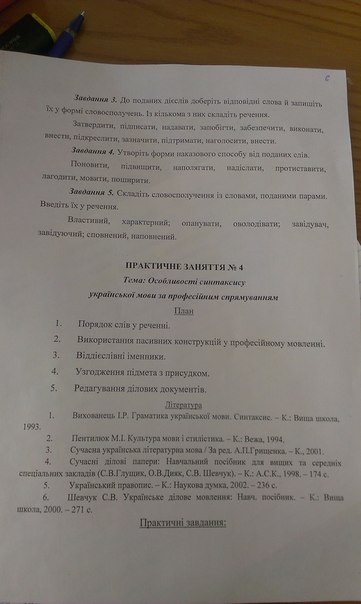 с
Завдання 3. До поданих дієслів доберіть відповідні слова й запишіть
їх у формі словосполучень. Із кількома з них складіть речення.
Затвердити, підписати, надавати, запобігти, забезпечити, виконати,
внести, підкреслити, зазначити, підтримати, наголосити, внести.
Завдання 4. Утворіть форми наказового способу від поданих слів.
Поновити, підвищити, наполягати, надіслати, протиставити,
лагодити, мовити, поширити.
Завдання 5. Складіть словосполучення із словами, поданими парами.
Введіть їх у речення.
Властивий, характерний; опанувати, оволодівати; завідувач,
завідуючий; сповнений, наповнений.
ПРАКТИЧНЕ ЗАНЯТТЯ № 4
Тема: Особливості синтаксису
української мови за професійним спрямуванням
План
1. Порядок слів у реченні.
2. Використання пасивних конструкцій у професійному мовленні.
3. Віддієслівні іменники.
4. Узгодження підмета з присудком.
5. Редагування ділових документів.
Література
1. Вихованець І.Р. Граматика української мови. Синтаксис. – К.: Вища школа,
1993.
2. Пентилюк М.І. Культура мови і стилістика. – К.: Вежа, 1994.
3. Сучасна українська літературна мова / За ред. А.П.Грищенка. – К., 2001.
4. Сучасні ділові папери: Навчальний посібник для вищих та середніх
спеціальних закладів (С.В.Глущик, О.В.Дияк, С.В. Шевчук). – К.: А.С.К., 1998. – 174 с.
5. Український правопис. – К.: Наукова думка, 2002. – 236 с.
6. Шевчук С.В. Українське ділове мовлення: Навч. посібник. – К.: Вища
школа, 2000. – 271 с.
Практичні завдання: